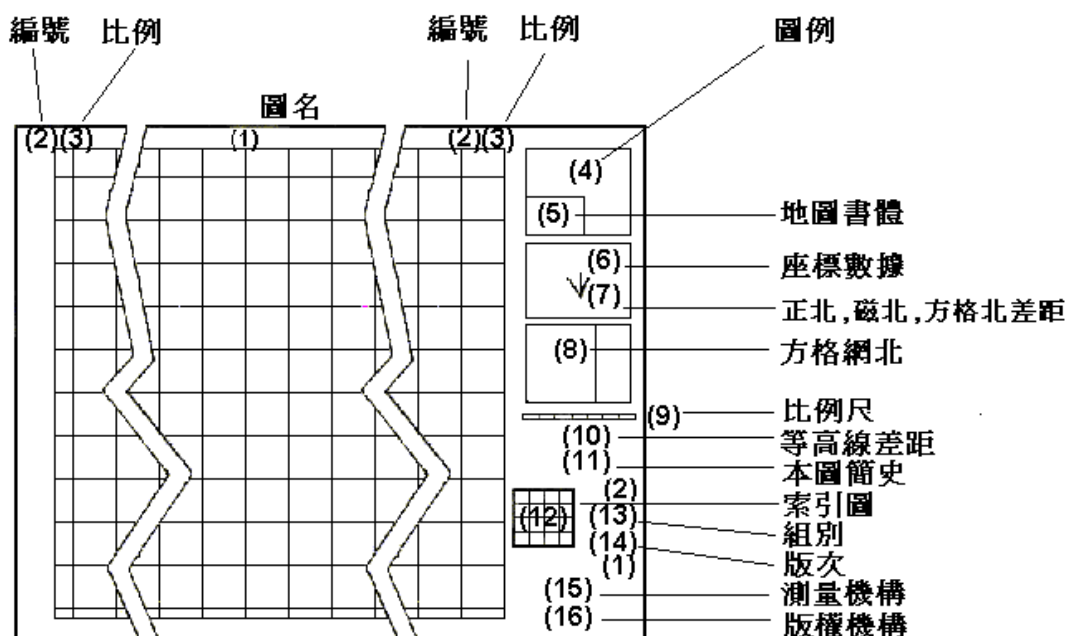 編號 比例 編號 比例 圖例
圖名
(2)(3) (1) (2)(3)
(4)
(5) 地圖書體
(6) 座標數據
(7) 正北,磁北,方格北差距
(8) 方格網北
(9) 比例尺
(10) 等高線差距
(11) 本圖簡史
(2) 索引圖
(12) (13) 組別
(14) 版次
(1)
(15) 測量機構
(16) 版權機構